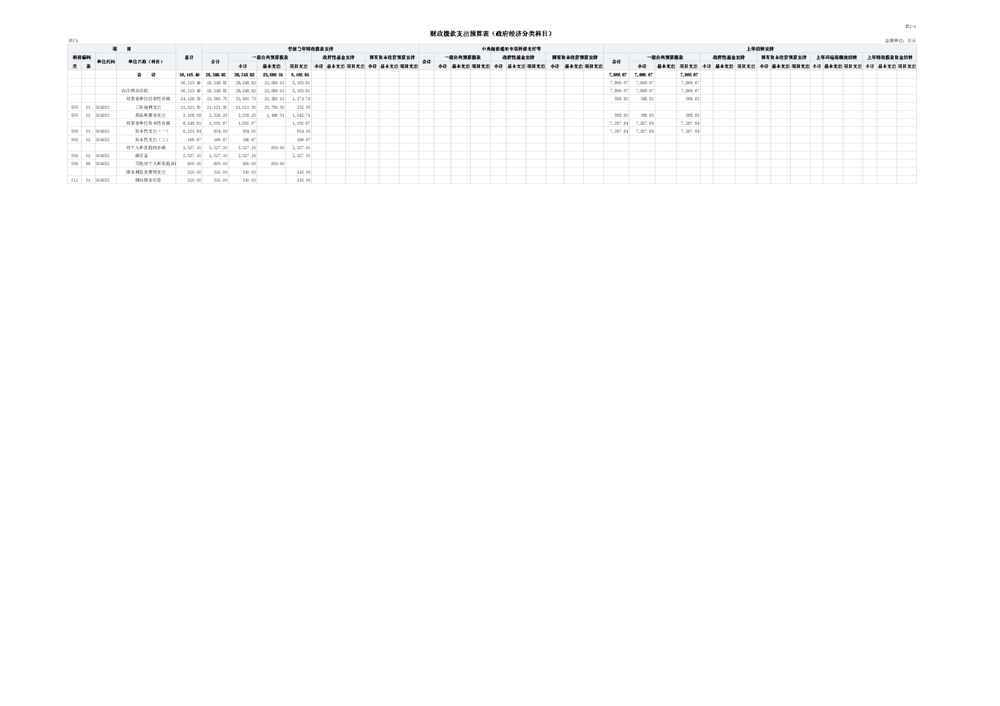 表2-1
财政拨款支出预算表（政府经济分类科目）
部门: 金额单位: 万元
项 目 总计 省级当年财政拨款安排 中央提前通知专项转移支付等 上年结转安排
科目编码 单位代码 单位名称（科目） 合计 一般公共预算拨款 政府性基金安排 国有资本经营预算安排 合计 一般公共预算拨款 政府性基金安排 国有资本经营预算安排 合计 一般公共预算拨款 政府性基金安排 国有资本经营预算安排 上年应返还额度结转 上年财政拨款资金结转
类 款 小计 基本支出 项目支出 小计 基本支出 项目支出 小计 基本支出 项目支出 小计 基本支出 项目支出 小计 基本支出 项目支出 小计 基本支出 项目支出 小计 基本支出 项目支出 小计 基本支出 项目支出 小计 基本支出 项目支出 小计 基本支出 项目支出 小计 基本支出 项目支出
合 计 36,115.49 28,248.82 28,248.82 23,086.01 5,162.81 7,866.67 7,866.67 7,866.67
36,115.49 28,248.82 28,248.82 23,086.01 5,162.81 7,866.67 7,866.67 7,866.67
内江师范学院 36,115.49 28,248.82 28,248.82 23,086.01 5,162.81 7,866.67 7,866.67 7,866.67
对事业单位经常性补助 24,129.58 23,560.75 23,560.75 22,286.01 1,274.74 568.83 568.83 568.83
505 01 304923 工资福利支出 21,021.50 21,021.50 21,021.50 20,789.50 232.00
505 02 304923 商品和服务支出 3,108.08 2,539.25 2,539.25 1,496.51 1,042.74 568.83 568.83 568.83
对事业单位资本性补助 8,348.81 1,050.97 1,050.97 1,050.97 7,297.84 7,297.84 7,297.84
506 01 304923 资本性支出（一） 8,151.84 854.00 854.00 854.00 7,297.84 7,297.84 7,297.84
506 02 304923 资本性支出（二） 196.97 196.97 196.97 196.97
对个人和家庭的补助 3,327.10 3,327.10 3,327.10 800.00 2,527.10
509 02 304923 助学金 2,527.10 2,527.10 2,527.10 2,527.10
509 99 304923 其他对个人和家庭补 800.00 800.00 800.00 800.00
债务利息及费用支出 310.00 310.00 310.00 310.00
511 01 304923 国内债务付息 310.00 310.00 310.00 310.00